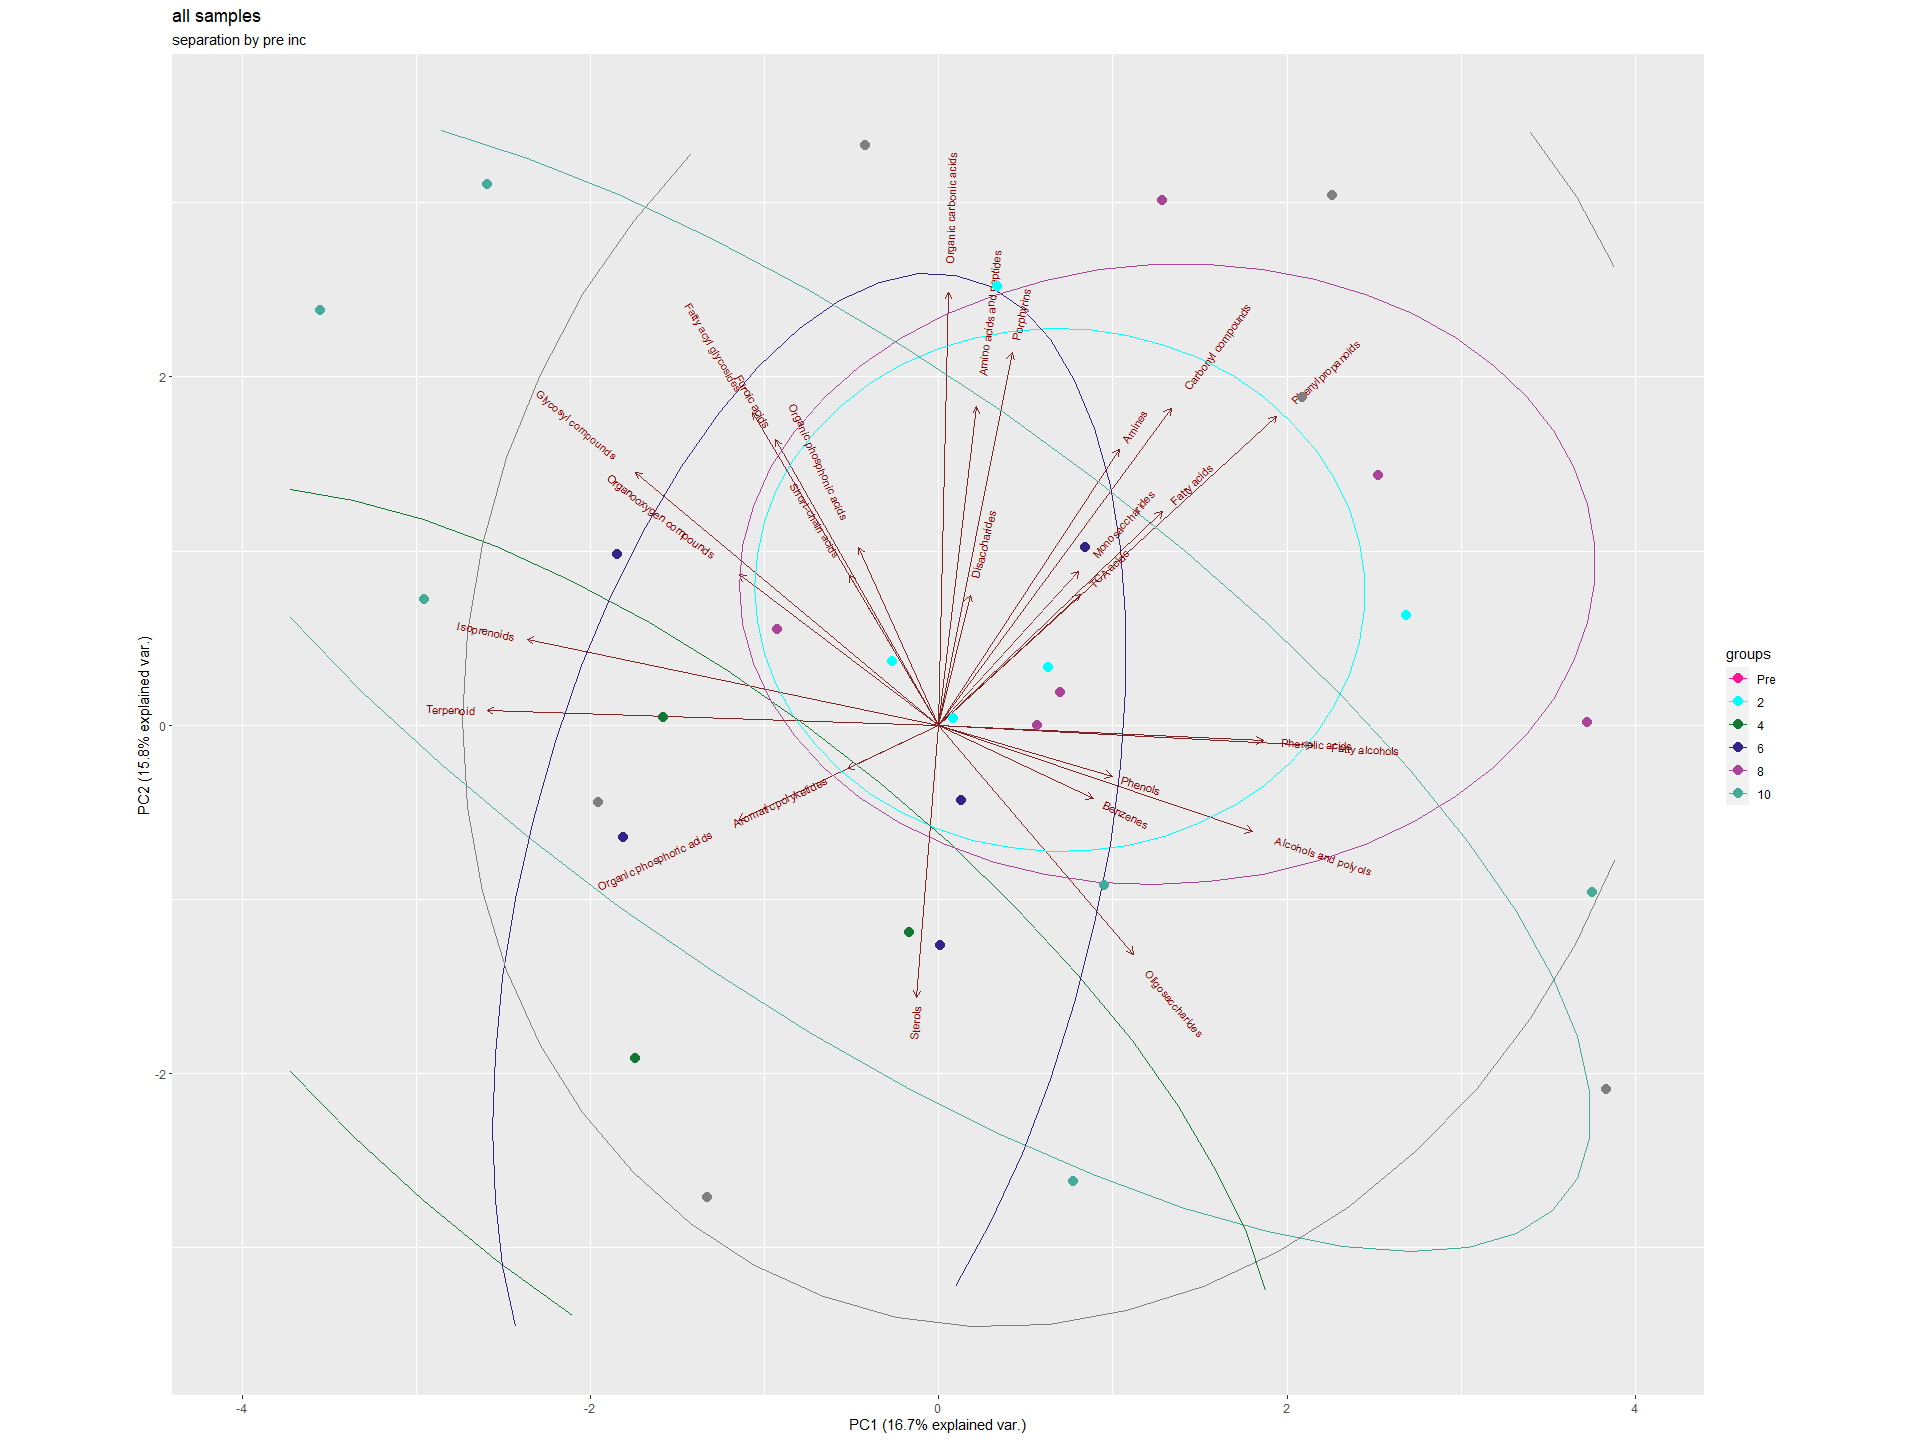 all samples
separation by pre inc
Organic carbonic acids
Amino acids and peptides
Porphyrins
Carbonyl compounds
Phenylpropanoids
Fatty acyl glycosides
Furoic acids
Organic phosphonic acids
Short-chain acids
Glycosyl compounds
Organooxygen compounds
Amines
Fatty acids
Monosaccharides
TCA acids
Disaccharides
Isoprenoids
Terpenoid
Phenolic acids
Fatty alcohols
Phenols
Benzenes
Alcohols and polyols
Aromatic polyketides
Organic phosphoric acids
Oligosaccharides
Sterols
2
0
-2
PC2 (15.8% explained var.)
-4
-2
0
2
4
PC1 (16.7% explained var.)
groups
Pre
2
4
6
8
10